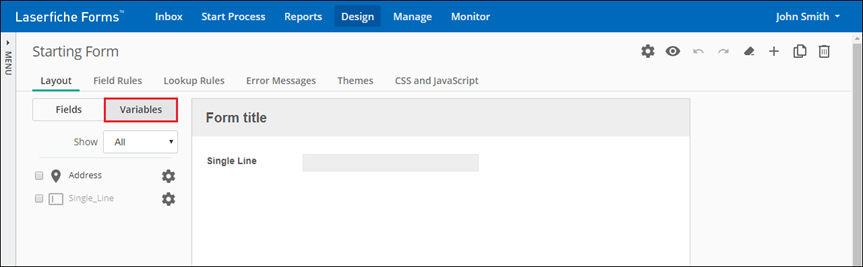 Laserfiche Forms™ Inbox Start Process Reports Design Manage Monitor John Smith
MENU
Starting Form
Layout Field Rules Lookup Rules Error Messages Themes CSS and JavaScript
Fields Variables
Show All
Address
Single_Line
Form title
Single Line